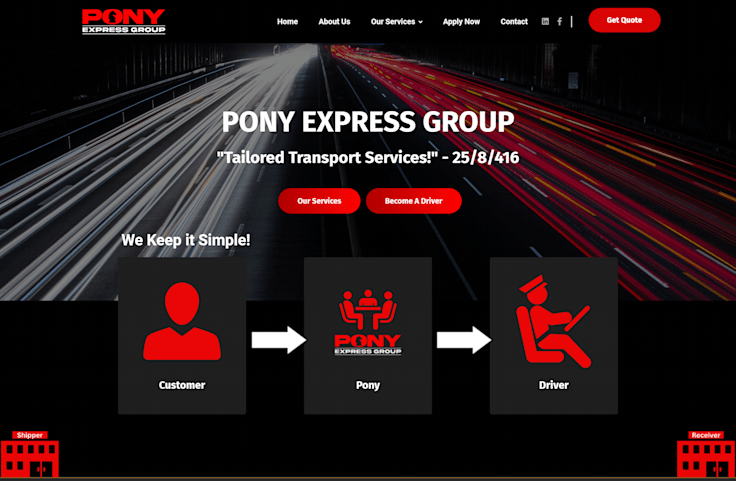 PONY
EXPRESS GROUP
Home
About Us
Our Services
Apply Now
Contact
Get Quote
PONY EXPRESS GROUP
"Tailored Transport Services!" - 25/8/416
Our Services
Become A Driver
We Keep it Simple!
PONY
EXPRESS GROUP
Customer
Pony
Driver
Shipper
Receiver